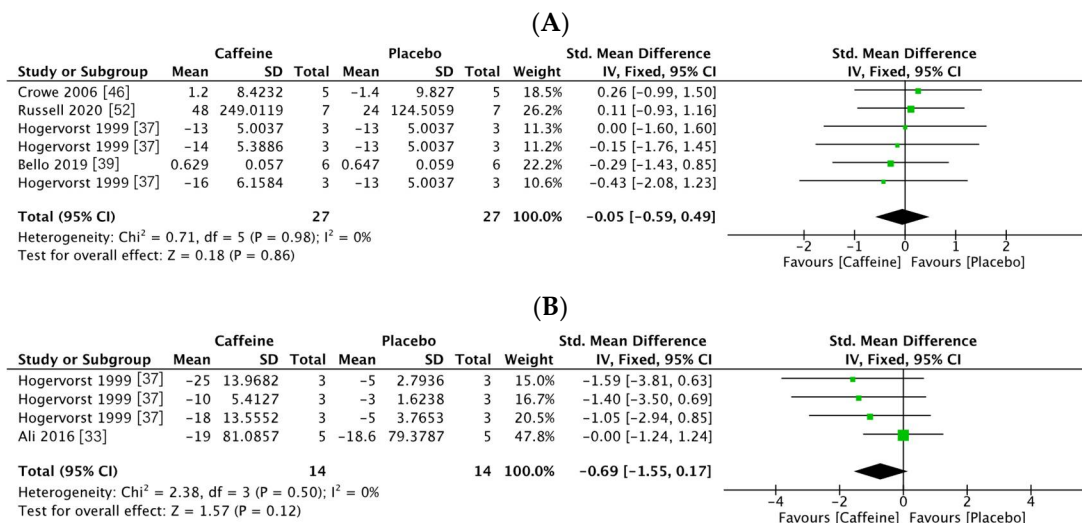 (A)
Caffeine Placebo Std. Mean Difference Std. Mean Difference
Study or Subgroup Mean SD Total Mean SD Total Weight IV, Fixed, 95% CI IV, Fixed, 95% CI
Crowe 2006 [46] 1.2 8.4232 5 -1.4 9.827 5 18.5% 0.26 [-0.99, 1.50]
Russell 2020 [52] 48 249.0119 7 24 124.5059 7 26.2% 0.11 [-0.93, 1.16]
Hogervorst 1999 [37] -13 5.0037 3 -13 5.0037 3 11.3% 0.00 [-1.60, 1.60]
Hogervorst 1999 [37] -14 5.3886 3 -13 5.0037 3 11.2% -0.15 [-1.76, 1.45]
Bello 2019 [39] 0.629 0.057 6 0.647 0.059 6 22.2% -0.29 [-1.43, 0.85]
Hogervorst 1999 [37] -16 6.1584 3 -13 5.0037 3 10.6% -0.43 [-2.08, 1.23]
Total (95% CI) 27 27 100.0% -0.05 [-0.59, 0.49]
Heterogeneity: Chi² = 0.71, df = 5 (P = 0.98); I² = 0%
Test for overall effect: Z = 0.18 (P = 0.86)
-2 -1 0 1 2
Favours [Caffeine] Favours [Placebo]
(B)
Caffeine Placebo Std. Mean Difference Std. Mean Difference
Study or Subgroup Mean SD Total Mean SD Total Weight IV, Fixed, 95% CI IV, Fixed, 95% CI
Hogervorst 1999 [37] -25 13.9682 3 -5 2.7936 3 15.0% -1.59 [-3.81, 0.63]
Hogervorst 1999 [37] -10 5.4127 3 -3 1.6238 3 16.7% -1.40 [-3.50, 0.69]
Hogervorst 1999 [37] -18 13.5552 3 -5 3.7653 3 20.5% -1.05 [-2.94, 0.85]
Ali 2016 [33] -19 81.0857 5 -18.6 79.3787 5 47.8% -0.00 [-1.24, 1.24]
Total (95% CI) 14 14 100.0% -0.69 [-1.55, 0.17]
Heterogeneity: Chi² = 2.38, df = 3 (P = 0.50); I² = 0%
Test for overall effect: Z = 1.57 (P = 0.12)
-4 -2 0 2 4
Favours [Caffeine] Favours [Placebo]